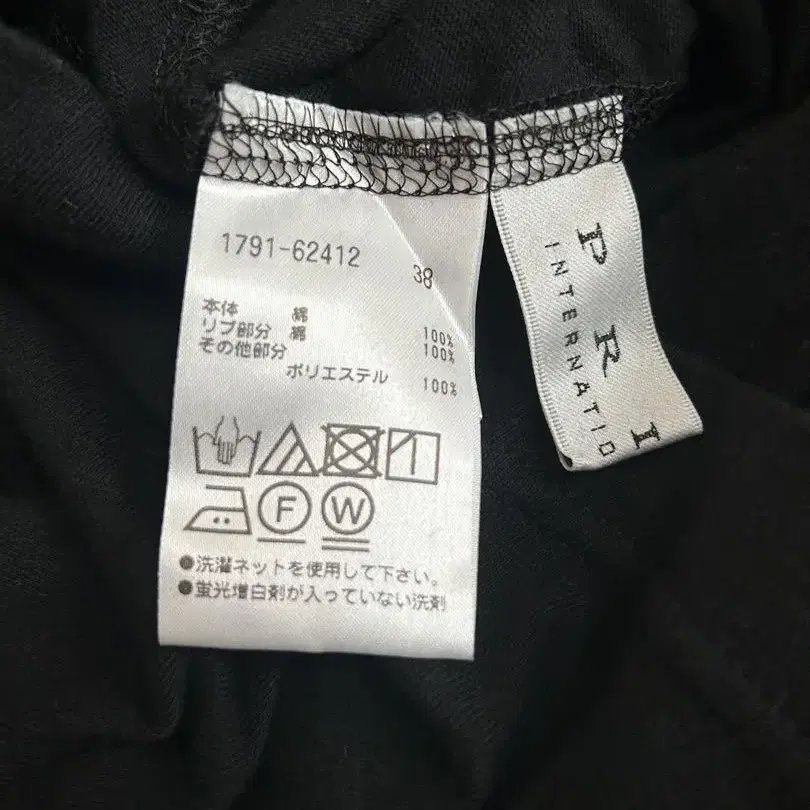 1791-62412 38
本体 綿 100%
リブ部分 綿 100%
その他部分
ポリエステル 100%
F W
●洗濯ネットを使用して下さい。
●蛍光増白剤が入っていない洗剤
PRI
INTERNATIO